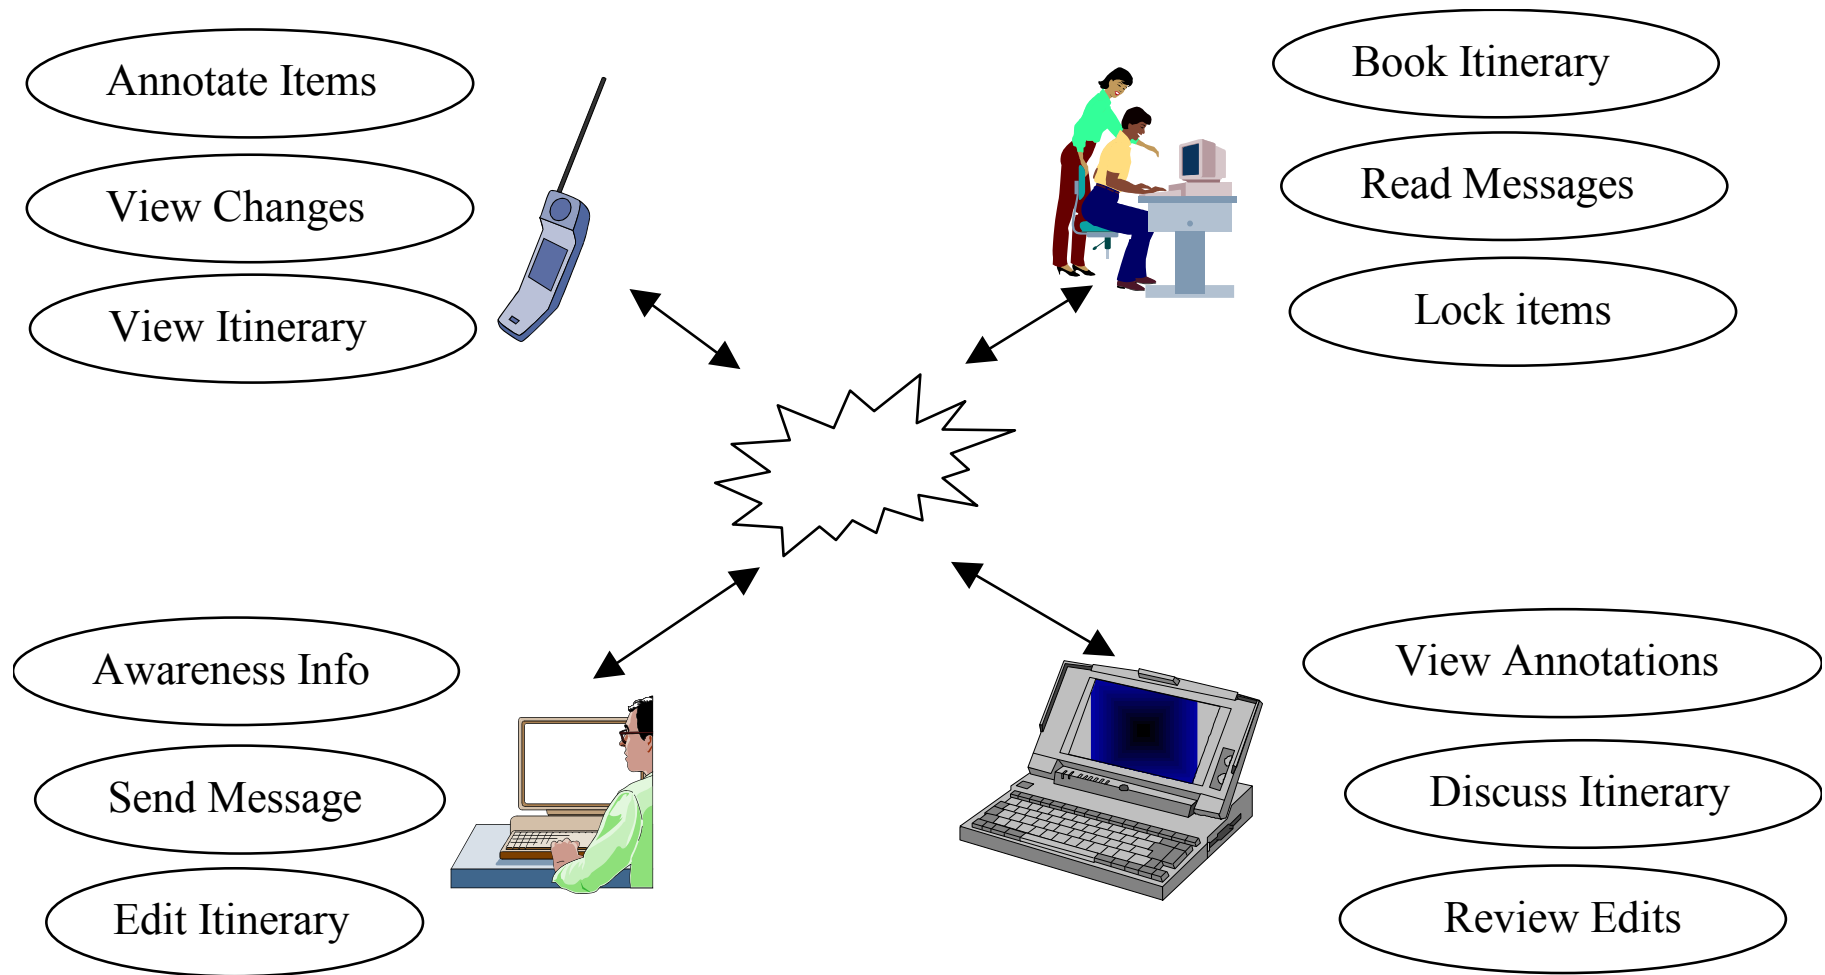 Annotate Items
View Changes
View Itinerary
Book Itinerary
Read Messages
Lock items
Awareness Info
Send Message
Edit Itinerary
View Annotations
Discuss Itinerary
Review Edits